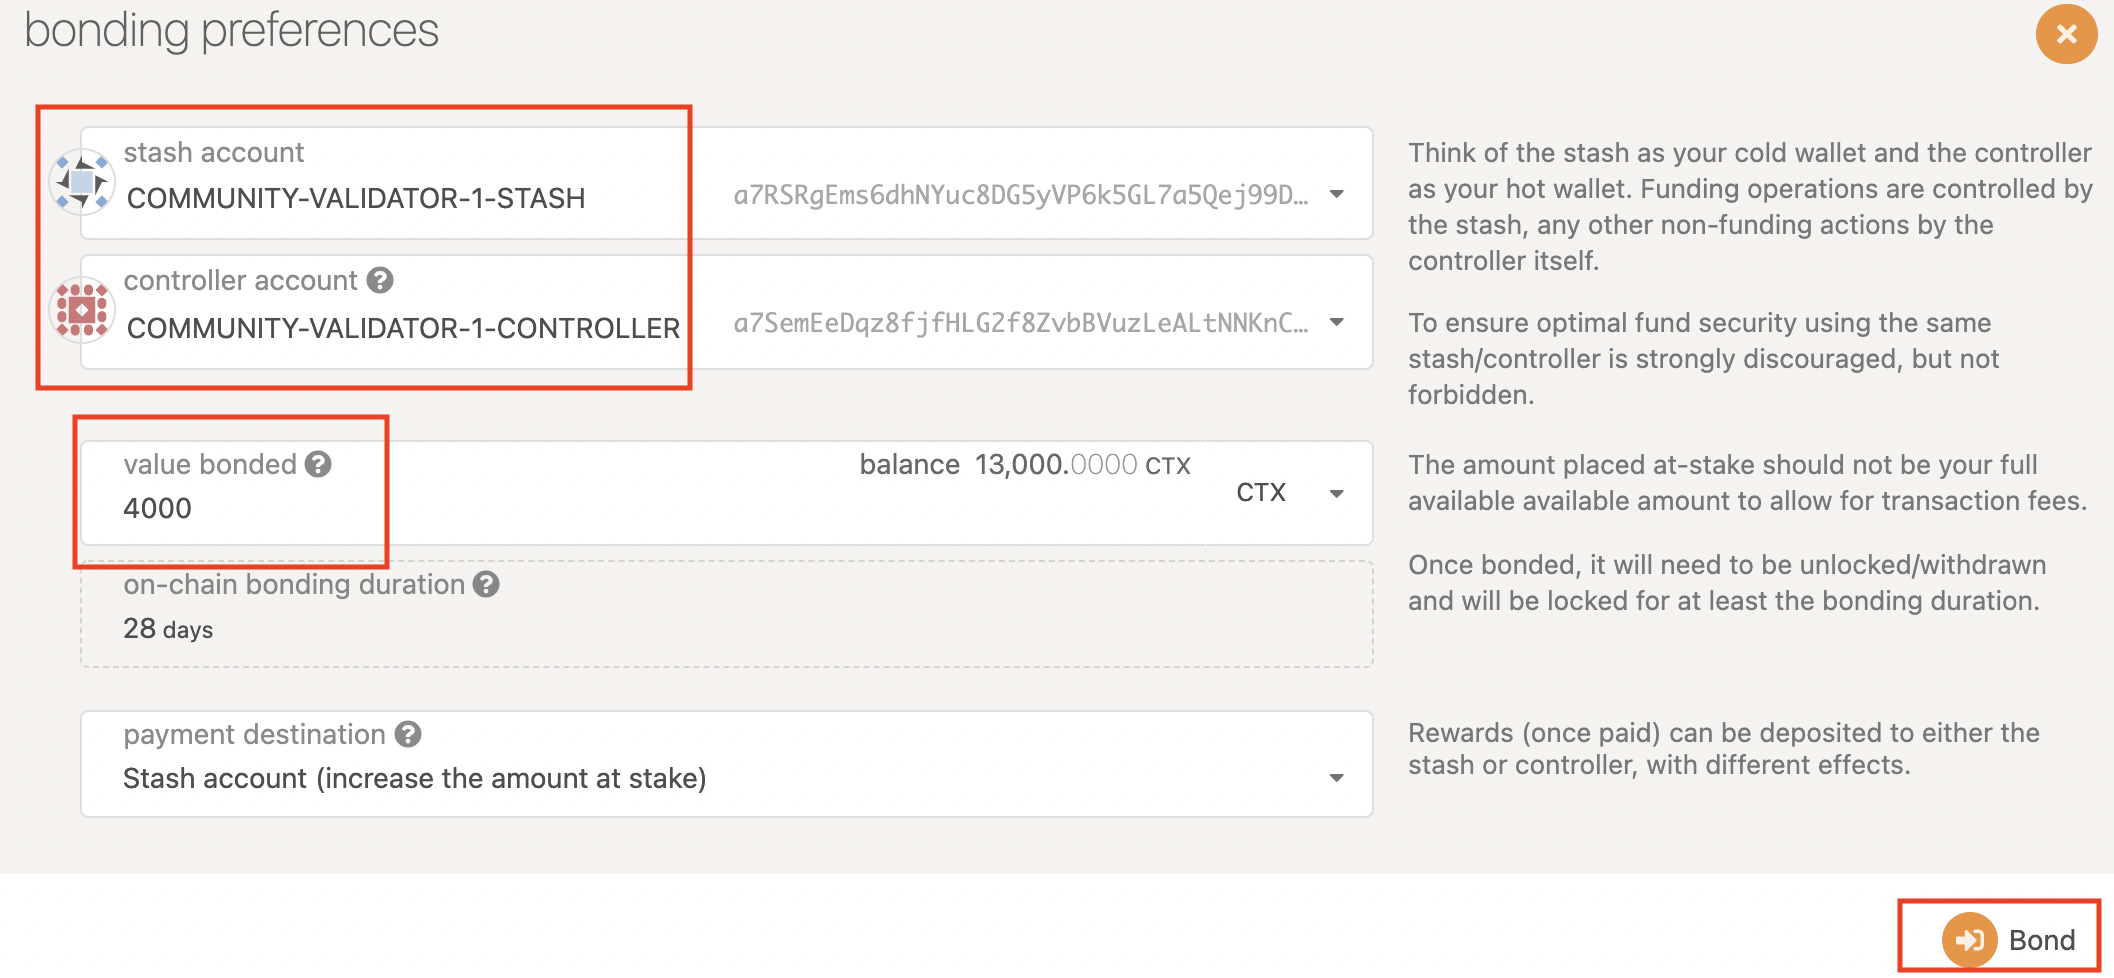 bonding preferences
stash account
COMMUNITY-VALIDATOR-1-STASH
a7RSRgEms6dhNYuc8DG5yVP6k5GL7a5Qej99D...
controller account
COMMUNITY-VALIDATOR-1-CONTROLLER
a7SemEeDqz8fjfHLG2f8ZvbBVuzLeALtNNKnC...
Think of the stash as your cold wallet and the controller
as your hot wallet. Funding operations are controlled by
the stash, any other non-funding actions by the
controller itself.
To ensure optimal fund security using the same
stash/controller is strongly discouraged, but not
forbidden.
value bonded
4000
balance 13,000.0000 CTX
CTX
The amount placed at-stake should not be your full
available available amount to allow for transaction fees.
on-chain bonding duration
28 days
Once bonded, it will need to be unlocked/withdrawn
and will be locked for at least the bonding duration.
payment destination
Stash account (increase the amount at stake)
Rewards (once paid) can be deposited to either the
stash or controller, with different effects.
Bond